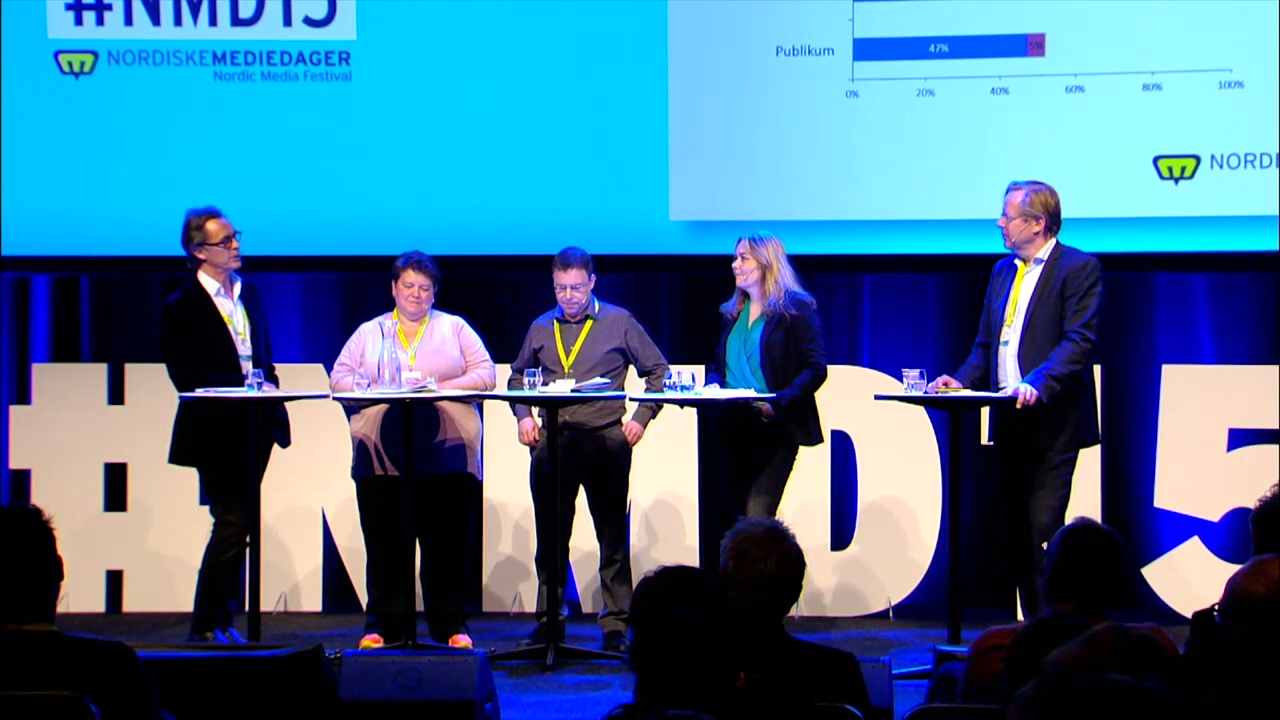 #NMD15
NORDISKEMEDIEDAGER
Nordic Media Festival
Publikum
47%
5%
0%
20%
40%
60%
80%
100%
NORDI
#NMD15